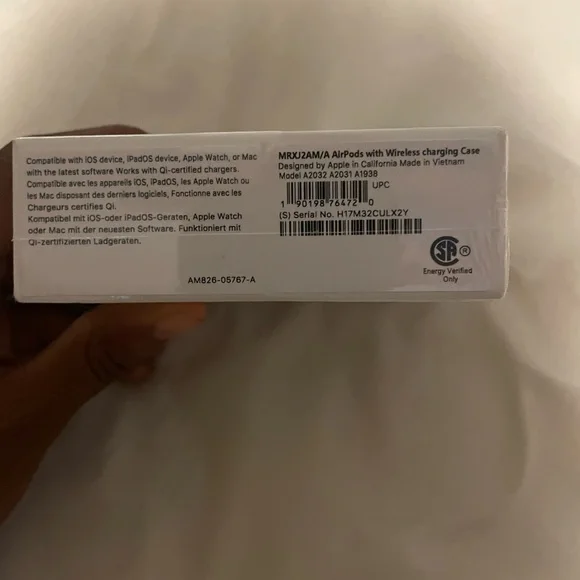 Compatible with iOS device, iPadOS device, Apple Watch, or Mac
with the latest software Works with Qi-certified chargers.
Compatible avec les appareils iOS, iPadOS, les Apple Watch ou
les Mac disposant des derniers logiciels, Fonctionne avec les
Chargeurs certifies Qi.
Kompatibel mit iOS-oder iPadOS-Geraten, Apple Watch
oder Mac mit der neuesten Software. Funktioniert mit
Qi-zertifizierten Ladgeraten.
AM826-05767-A
MRXJ2AM/A AirPods with Wireless charging Case
Designed by Apple in California Made in Vietnam
Model A2032 A2031 A1938
UPC
1 90198 76472 0
(S) Serial No. H17M32CULX2Y
SA ®
Energy Verified
Only